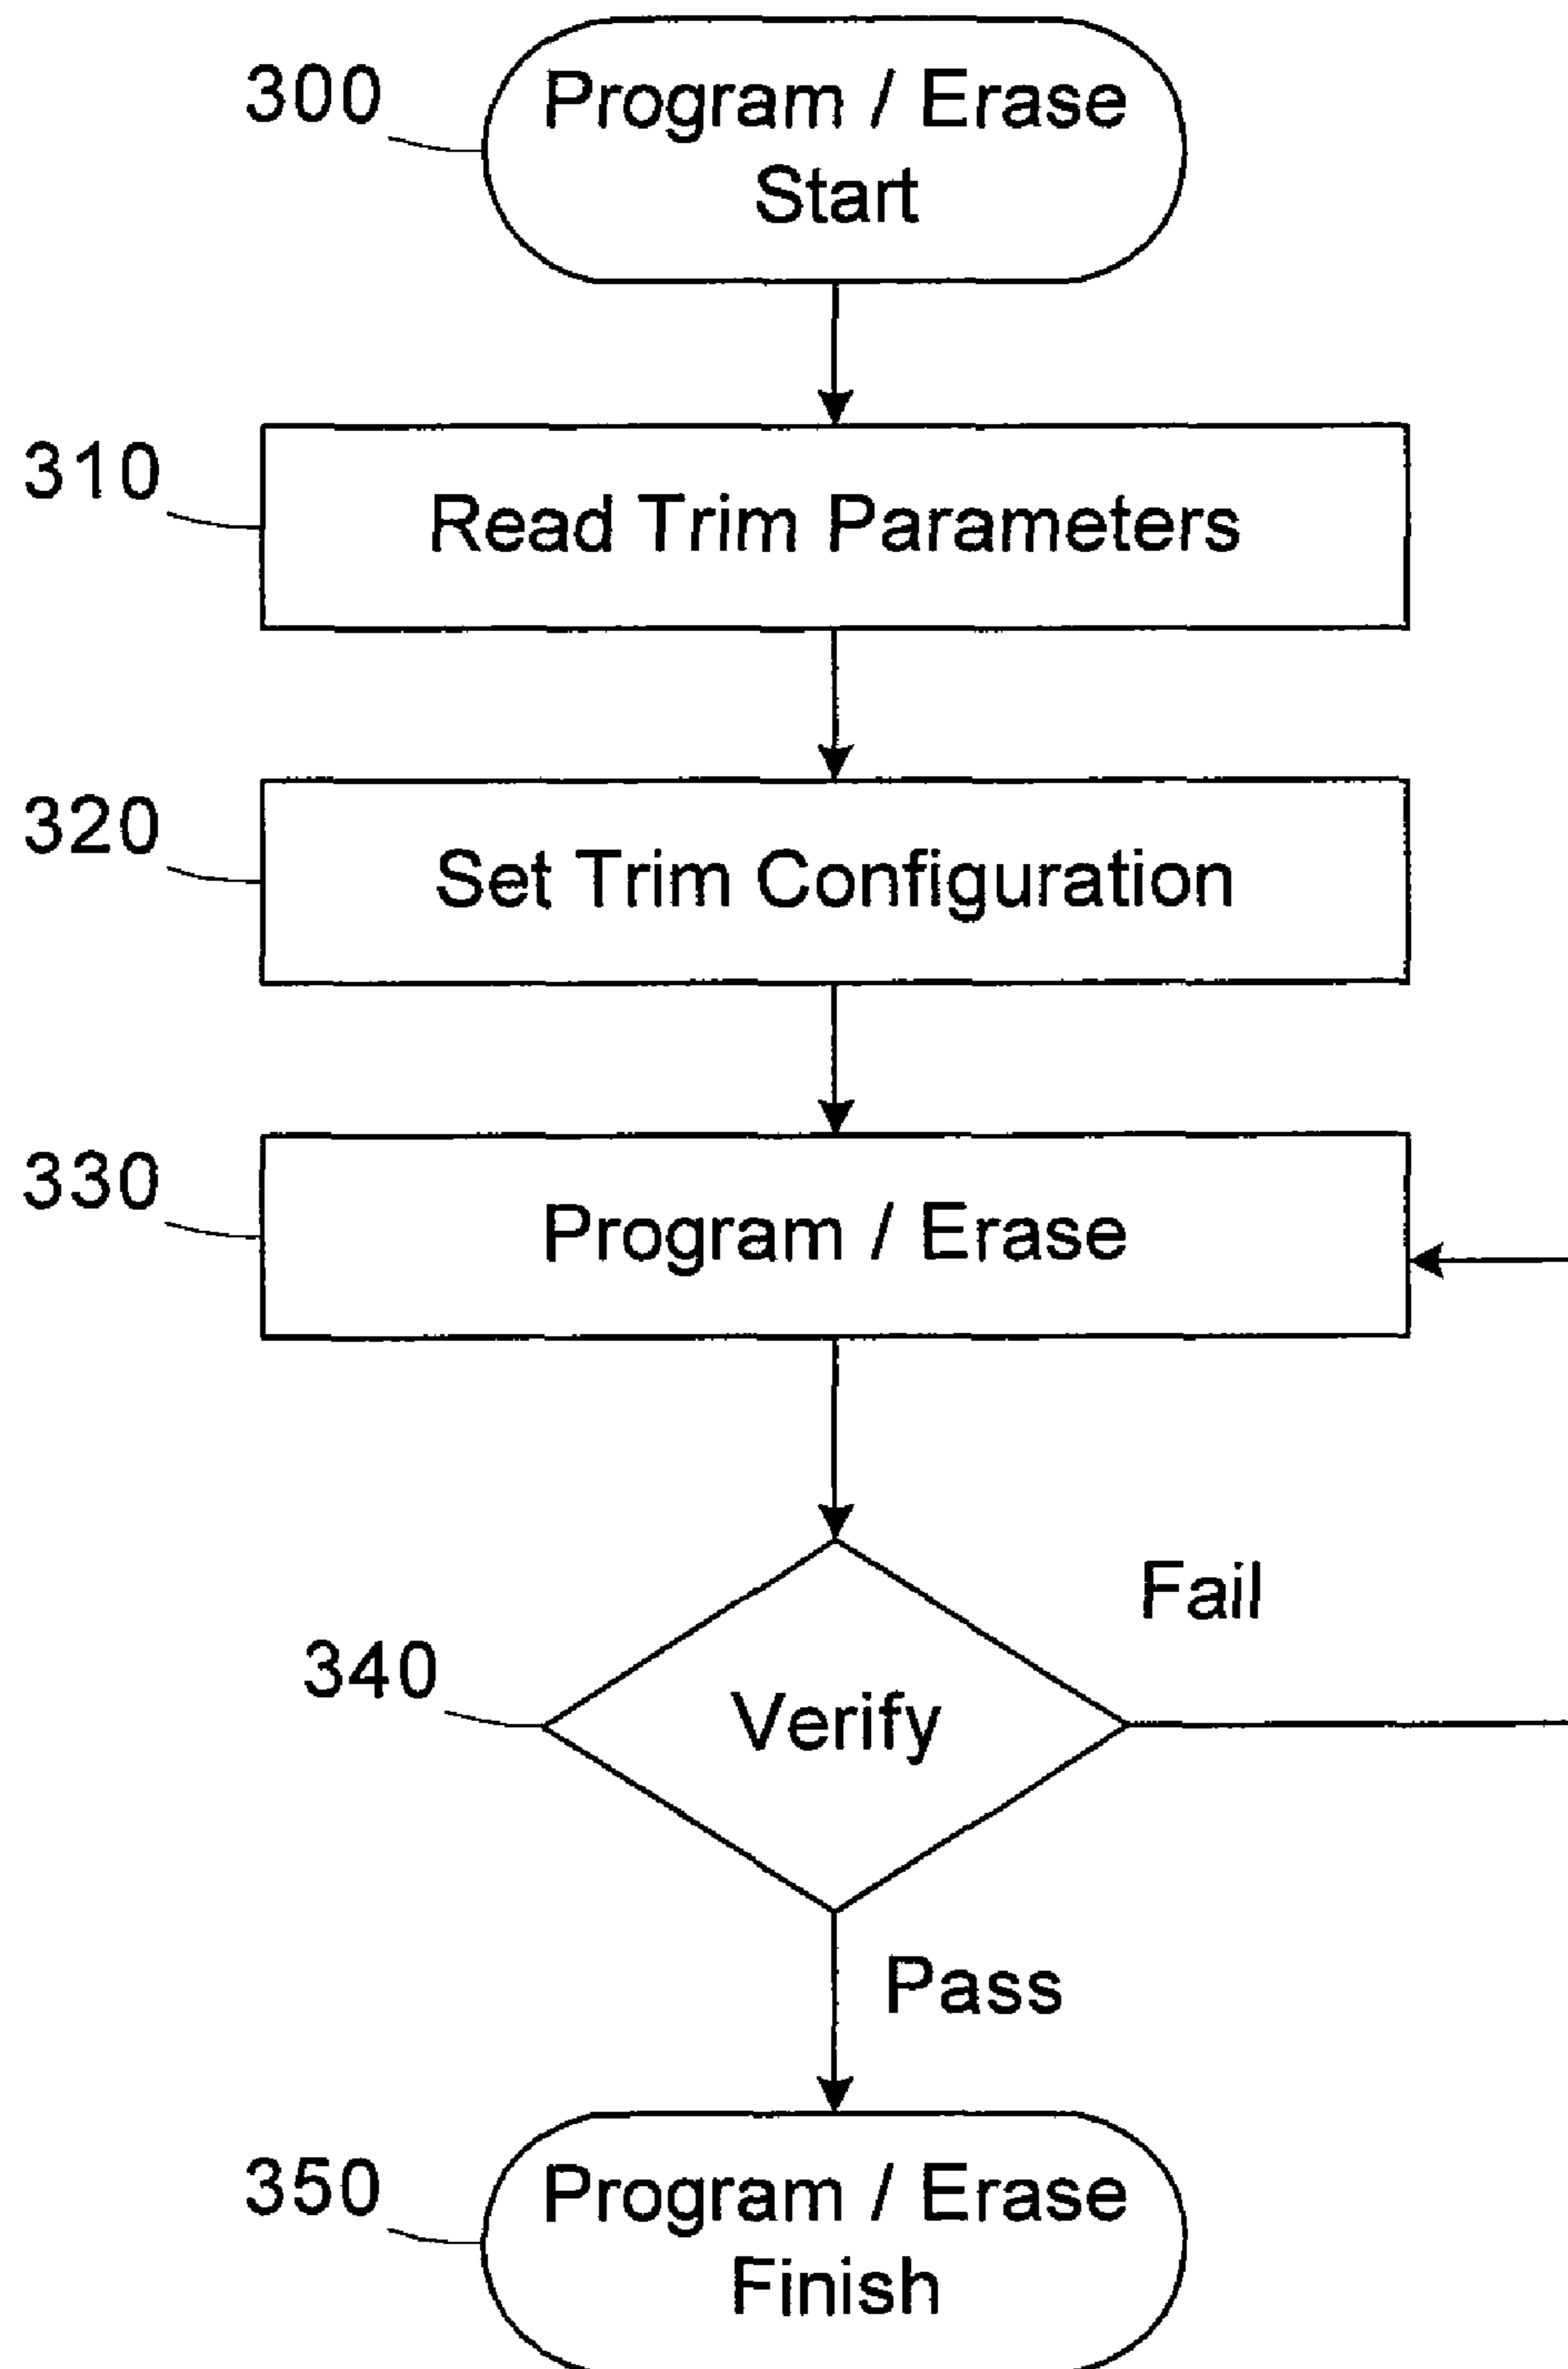 300
Program / Erase
Start
310
Read Trim Parameters
320
Set Trim Configuration
330
Program / Erase
Fail
340
Verify
Pass
350
Program / Erase
Finish